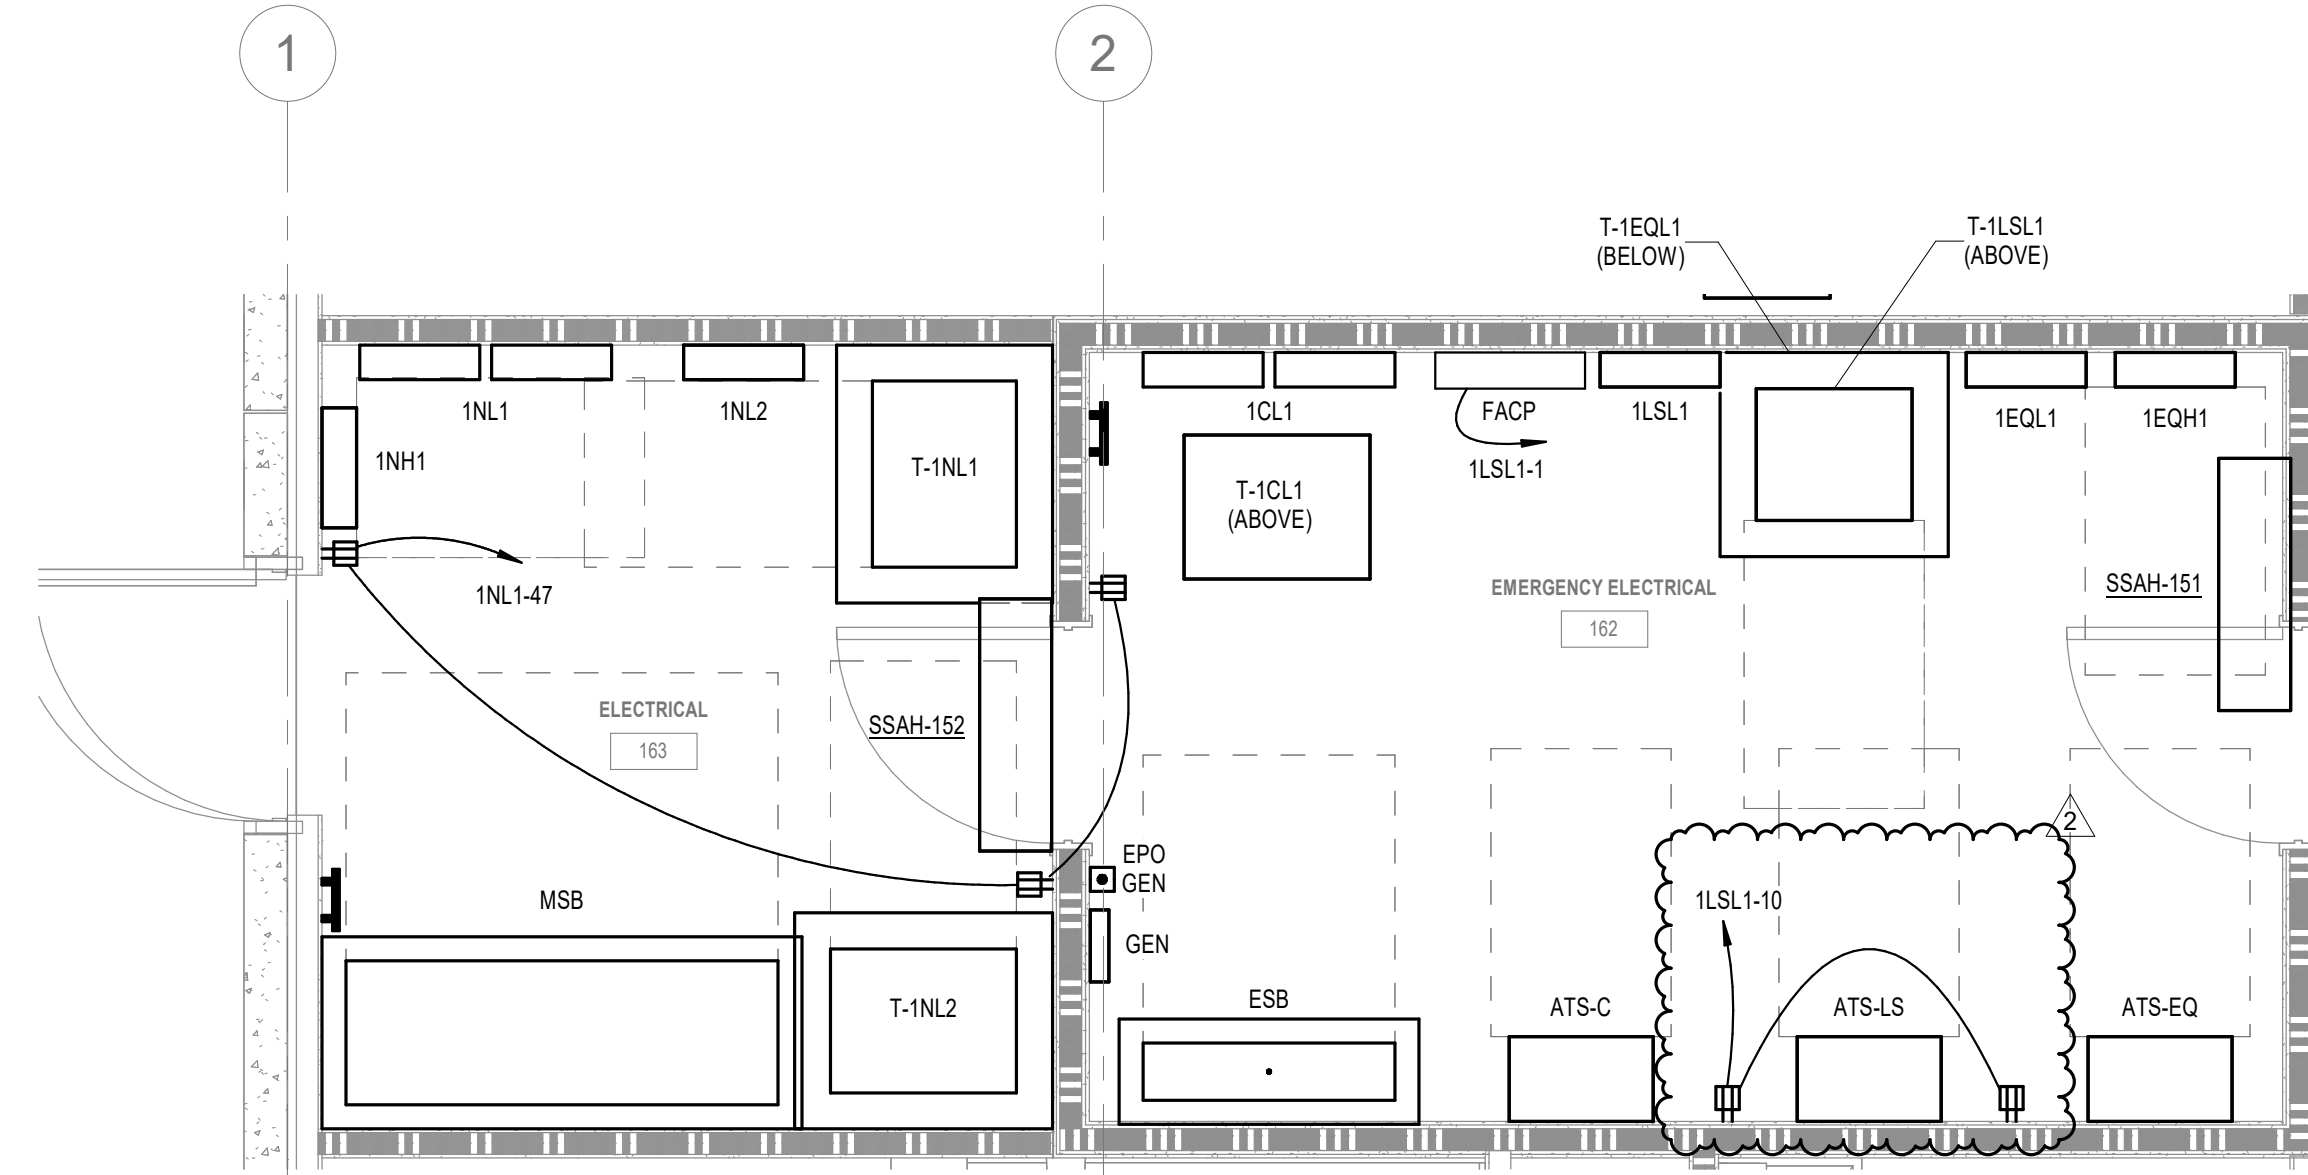 1
2
T-1EQL1
(BELOW)
T-1LSL1
(ABOVE)
1NL1
1NL2
1CL1
FACP
1LSL1
1EQL1
1EQH1
1NH1
T-1NL1
1LSL1-1
T-1CL1
(ABOVE)
1NL1-47
EMERGENCY ELECTRICAL
162
SSAH-151
ELECTRICAL
163
SSAH-152
2
EPO
GEN
MSB
1LSL1-10
GEN
T-1NL2
ESB
ATS-C
ATS-LS
ATS-EQ